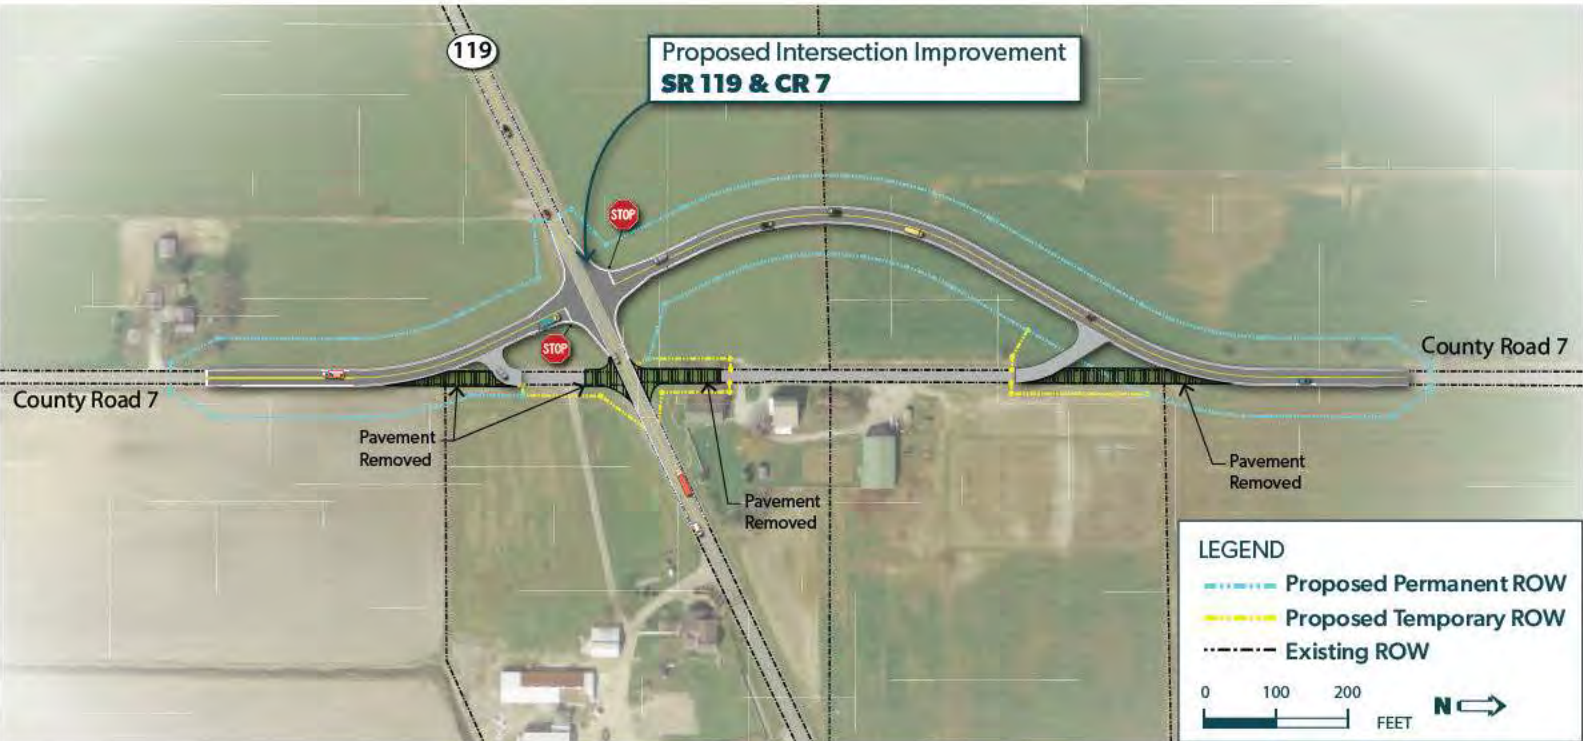 119
Proposed Intersection Improvement
SR 119 & CR 7
STOP
STOP
County Road 7
County Road 7
Pavement
Removed
Pavement
Removed
Pavement
Removed
LEGEND
Proposed Permanent ROW
Proposed Temporary ROW
Existing ROW
0 100 200
FEET
N